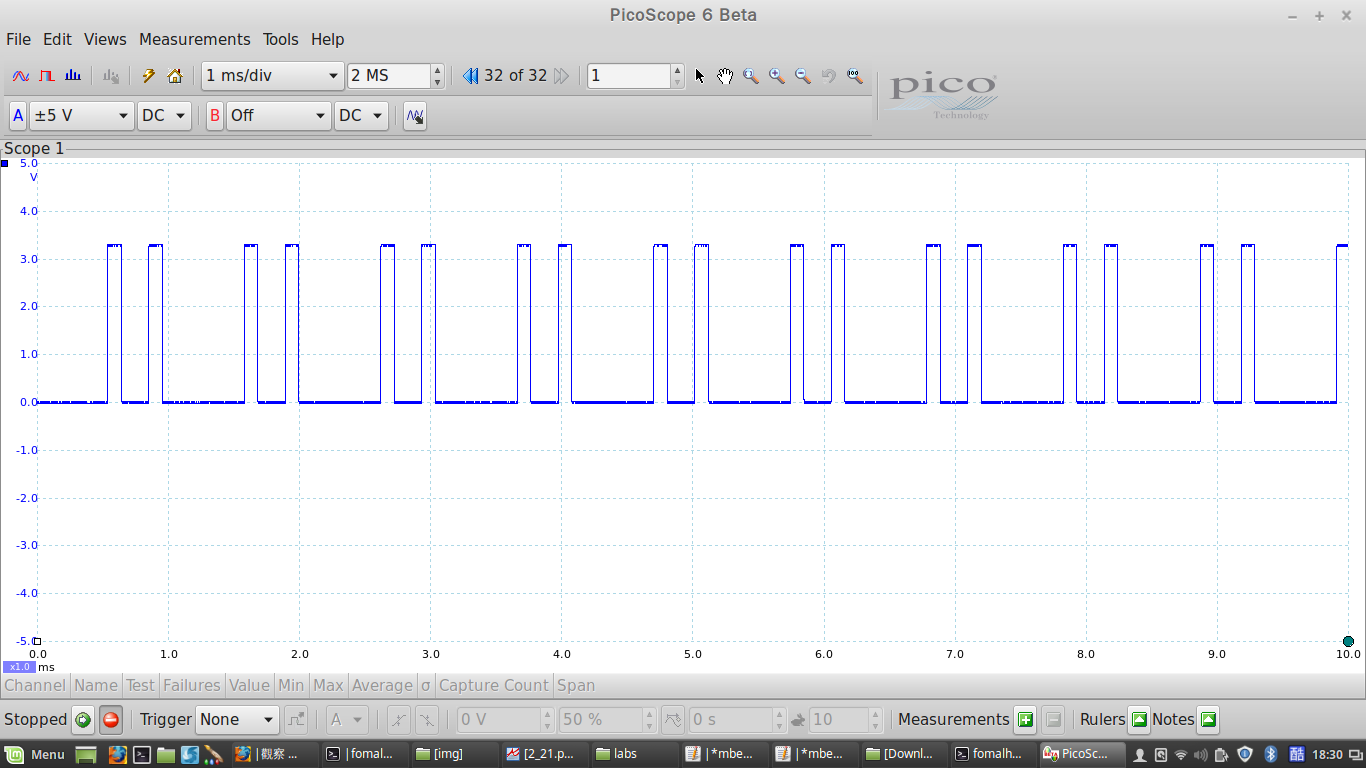 PicoScope 6 Beta
File Edit Views Measurements Tools Help
1 ms/div 2 MS 32 of 32 1
pico
Technology
A ±5 V DC B Off DC
Scope 1
5.0
V
4.0
3.0
2.0
1.0
0.0
-1.0
-2.0
-3.0
-4.0
-5.0
0.0 1.0 2.0 3.0 4.0 5.0 6.0 7.0 8.0 9.0 10.0
x1.0 ms
Channel Name Test Failures Value Min Max Average σ Capture Count Span
Stopped Trigger None A 0 V 50 % 0 s 10 Measurements Rulers Notes
Menu | 觀察 ... | fomal... [img] [2_21.p... labs | *mbe... | *mbe... [Downl... fomalh... PicoSc... 酷 18:30